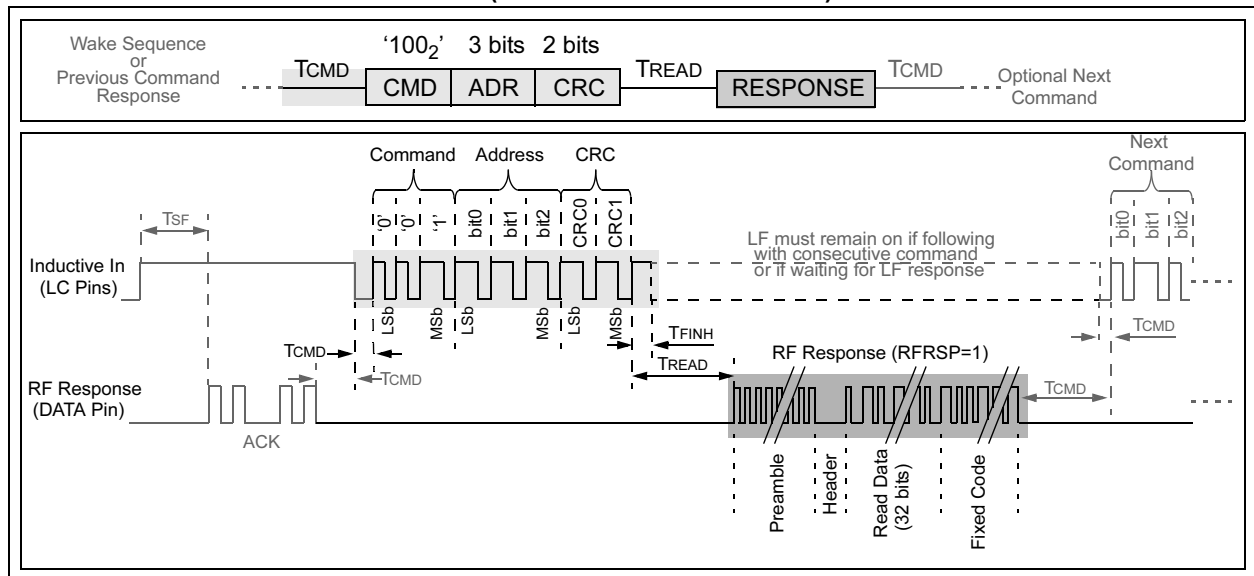 Wake Sequence
or
Previous Command
Response
TCMD
‘100₂’ 3 bits 2 bits
CMD ADR CRC
TREAD
RESPONSE
TCMD
Optional Next
Command
Command Address CRC
Next
Command
TSF
‘0’ ‘0’ ‘1’ bit0 bit1 bit2 CRC0 CRC1
bit0 bit1 bit2
Inductive In
(LC Pins)
LF must remain on if following
with consecutive command
or if waiting for LF response
LSb MSb LSb MSb LSb MSb
TCMD
TCMD
TFINH
TREAD
TCMD
RF Response (RFRSP=1)
RF Response
(DATA Pin)
ACK
TCMD
Preamble
Header
Read Data
(32 bits)
Fixed Code